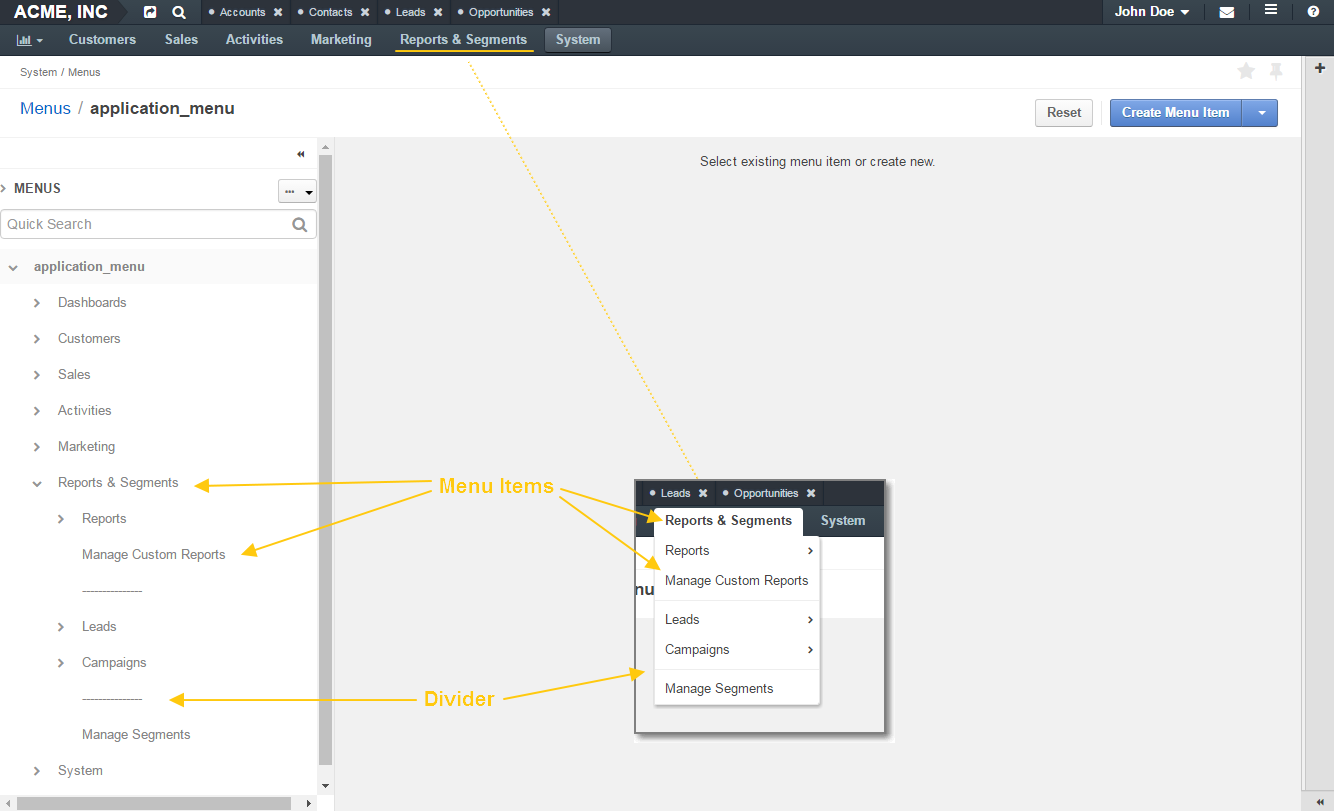 ACME, INC
Accounts Contacts Leads Opportunities John Doe
Customers Sales Activities Marketing Reports & Segments System
System / Menus
Menus / application_menu
Reset Create Menu Item
Select existing menu item or create new.
MENUS ...
Quick Search
application_menu
Dashboards
Customers
Sales
Activities
Marketing
Reports & Segments
Reports
Manage Custom Reports
---------------
Leads
Campaigns
---------------
Manage Segments
System
Menu Items
Divider
Leads Opportunities
Reports & Segments System
Reports
nu
Manage Custom Reports
Leads
Campaigns
Manage Segments